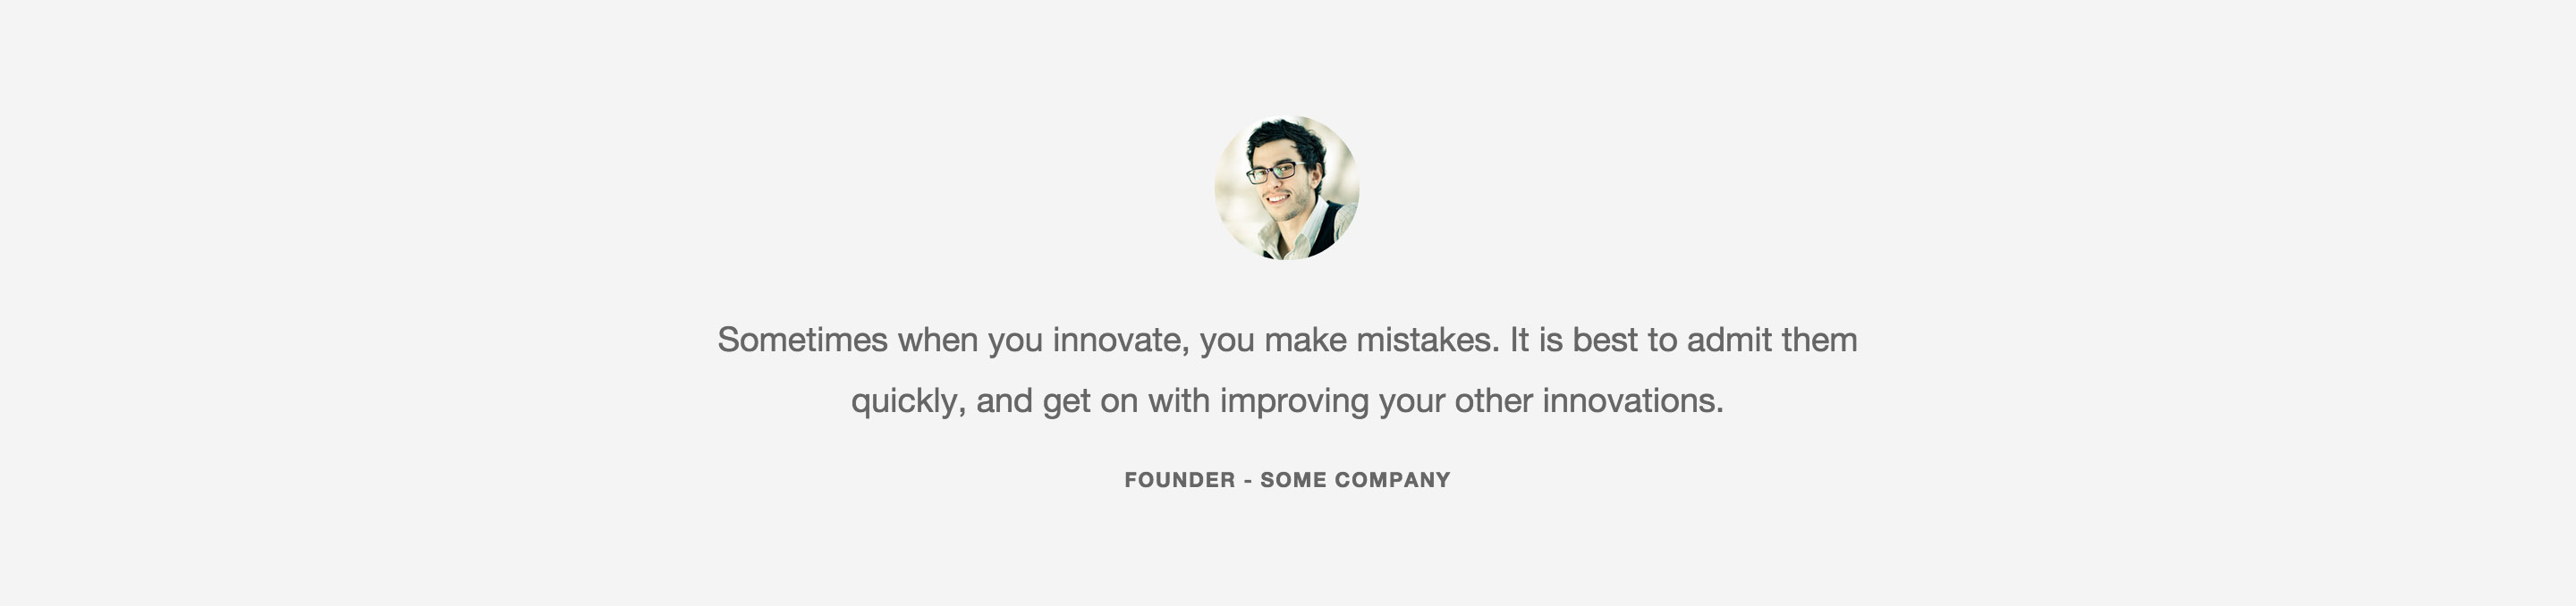 Sometimes when you innovate, you make mistakes. It is best to admit them
quickly, and get on with improving your other innovations.
FOUNDER - SOME COMPANY